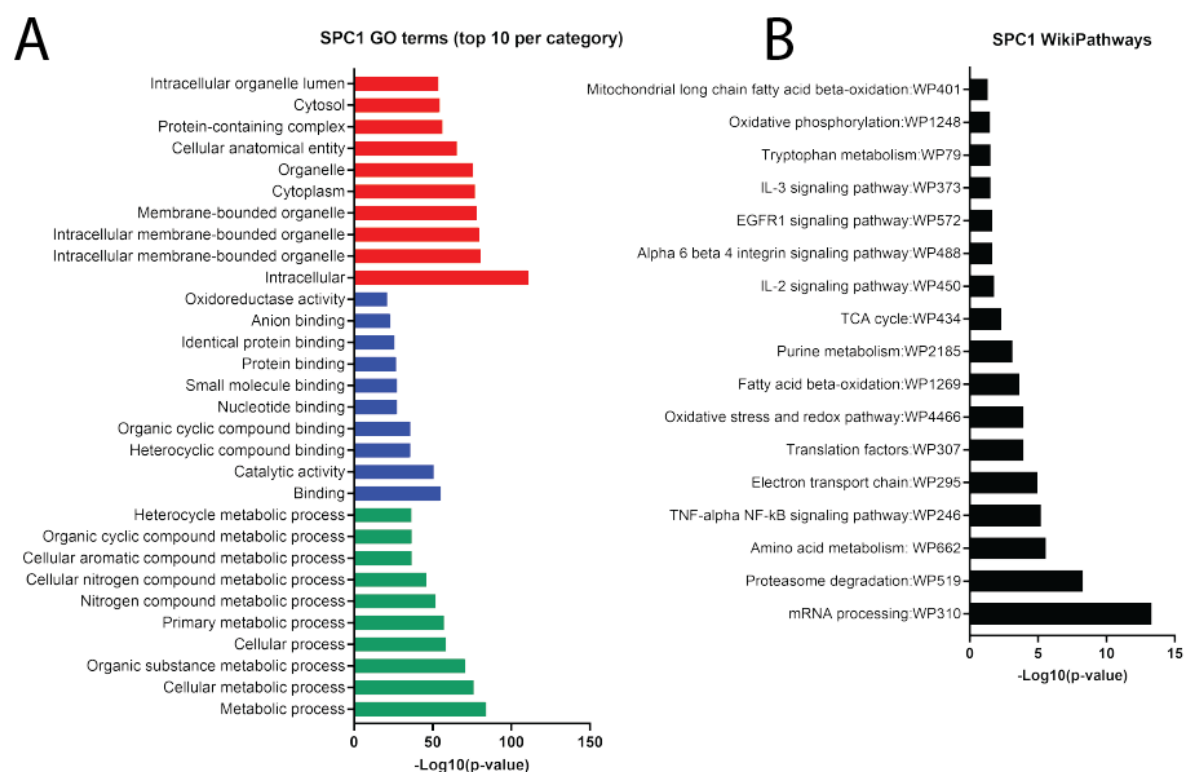 A
SPC1 GO terms (top 10 per category)
Intracellular organelle lumen
Cytosol
Protein-containing complex
Cellular anatomical entity
Organelle
Cytoplasm
Membrane-bounded organelle
Intracellular membrane-bounded organelle
Intracellular membrane-bounded organelle
Intracellular
Oxidoreductase activity
Anion binding
Identical protein binding
Protein binding
Small molecule binding
Nucleotide binding
Organic cyclic compound binding
Heterocyclic compound binding
Catalytic activity
Binding
Heterocycle metabolic process
Organic cyclic compound metabolic process
Cellular aromatic compound metabolic process
Cellular nitrogen compound metabolic process
Nitrogen compound metabolic process
Primary metabolic process
Cellular process
Organic substance metabolic process
Cellular metabolic process
Metabolic process
0 50 100 150
-Log10(p-value)
B
SPC1 WikiPathways
Mitochondrial long chain fatty acid beta-oxidation:WP401
Oxidative phosphorylation:WP1248
Tryptophan metabolism:WP79
IL-3 signaling pathway:WP373
EGFR1 signaling pathway:WP572
Alpha 6 beta 4 integrin signaling pathway:WP488
IL-2 signaling pathway:WP450
TCA cycle:WP434
Purine metabolism:WP2185
Fatty acid beta-oxidation:WP1269
Oxidative stress and redox pathway:WP4466
Translation factors:WP307
Electron transport chain:WP295
TNF-alpha NF-kB signaling pathway:WP246
Amino acid metabolism: WP662
Proteasome degradation:WP519
mRNA processing:WP310
0 5 10 15
-Log10(p-value)